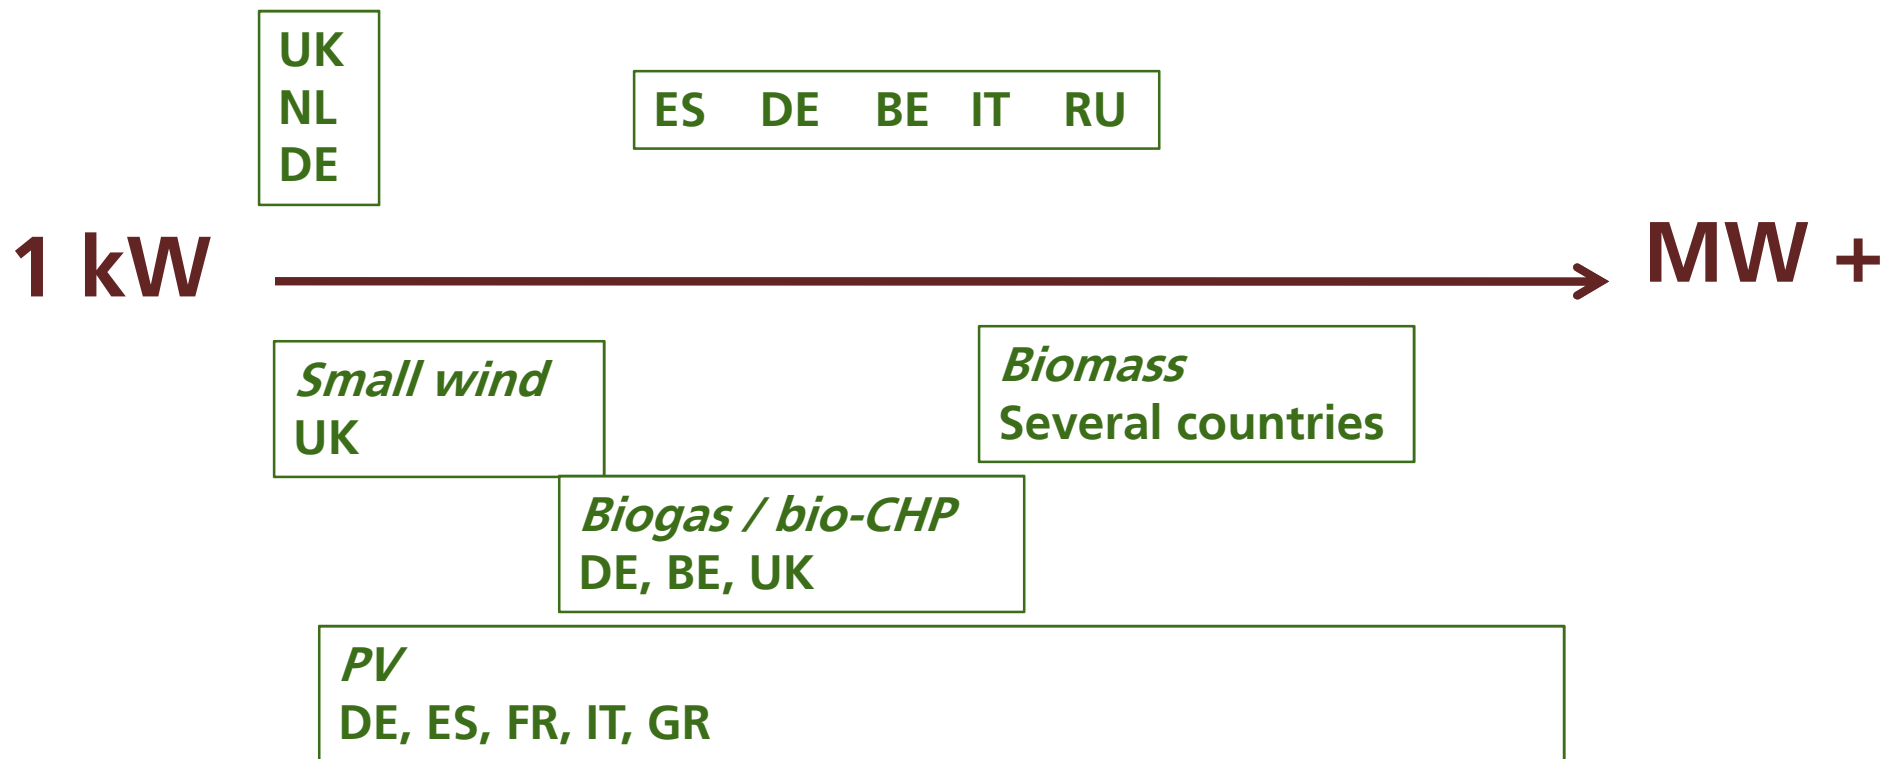 UK
NL
DE
ES DE BE IT RU
1 kW
MW +
Small wind
UK
Biomass
Several countries
Biogas / bio-CHP
DE, BE, UK
PV
DE, ES, FR, IT, GR